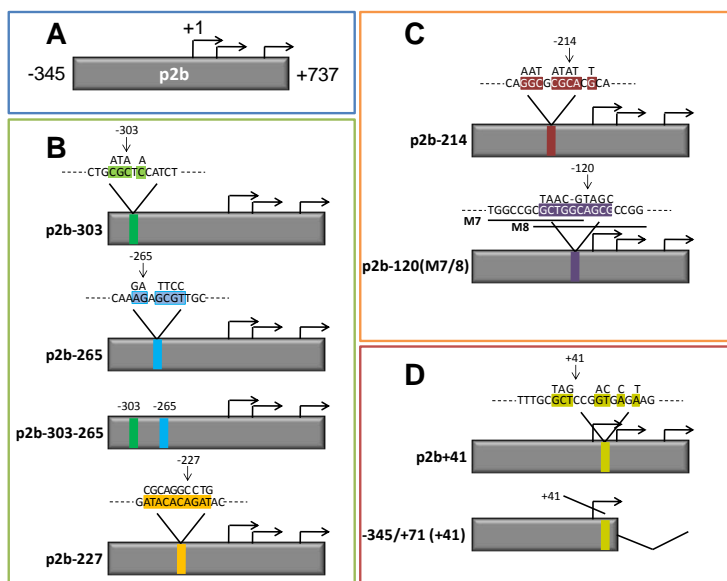 A
+1
-345
p2b
+737
B
-303
ATA A
----CTGCGCTCCATCT----
p2b-303
-265
GA TTCC
----CAAAGAGCGTTGC----
p2b-265
-303 -265
p2b-303-265
-227
CGCAGGCCTG
----GATACACAGATAC----
p2b-227
C
-214
AAT ATAT T
----CAGGCGCGCACGCA----
p2b-214
-120
TAAC-GTAGC
----TGGCCGCGCTGGCAGCGCCGG----
M7
M8
p2b-120(M7/8)
D
+41
TAG AC C T
----TTTGCGCTCCGGTGAGAAG----
p2b+41
+41
-345/+71 (+41)